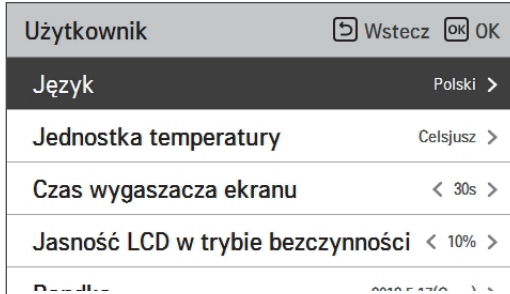 Użytkownik Wstecz OK OK
Język Polski >
Jednostka temperatury Celsjusz >
Czas wygaszacza ekranu < 30s >
Jasność LCD w trybie bezczynności < 10% >